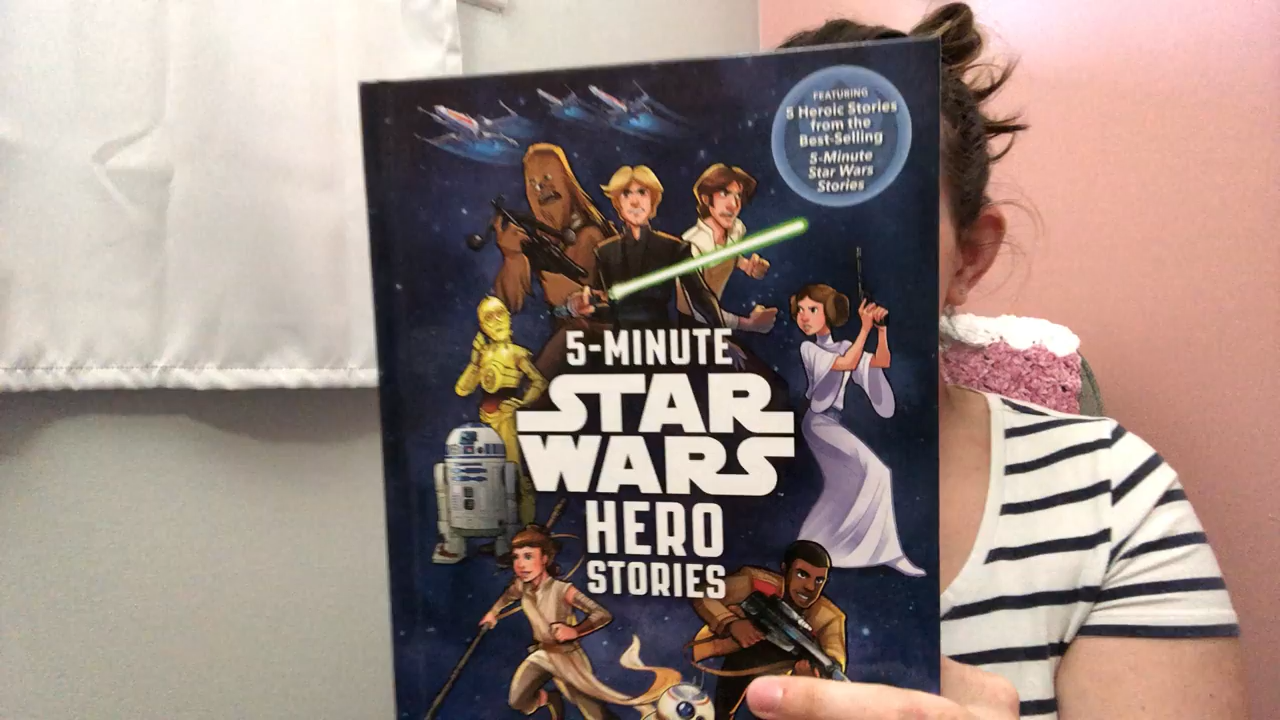 FEATURING
5 Heroic Stories
from the
Best-Selling
5-Minute
Star Wars
Stories
5-MINUTE
STAR
WARS
HERO
STORIES